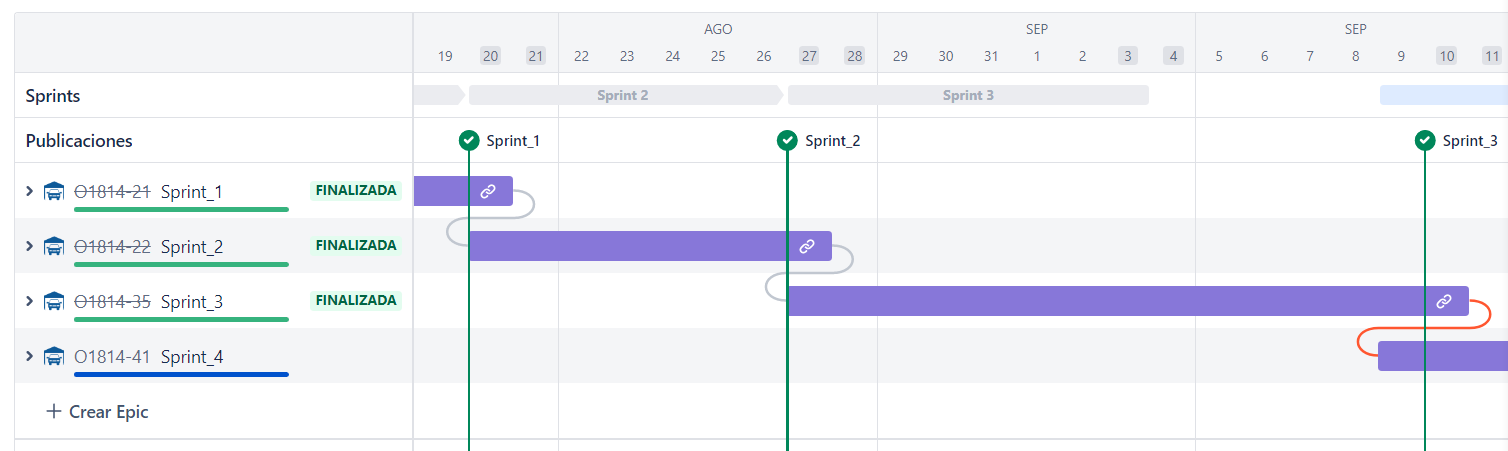 AGO SEP SEP
19 20 21 22 23 24 25 26 27 28 29 30 31 1 2 3 4 5 6 7 8 9 10 11
Sprints Sprint 2 Sprint 3
Publicaciones Sprint_1 Sprint_2 Sprint_3
O1814-21 Sprint_1 FINALIZADA
O1814-22 Sprint_2 FINALIZADA
O1814-35 Sprint_3 FINALIZADA
O1814-41 Sprint_4
+ Crear Epic